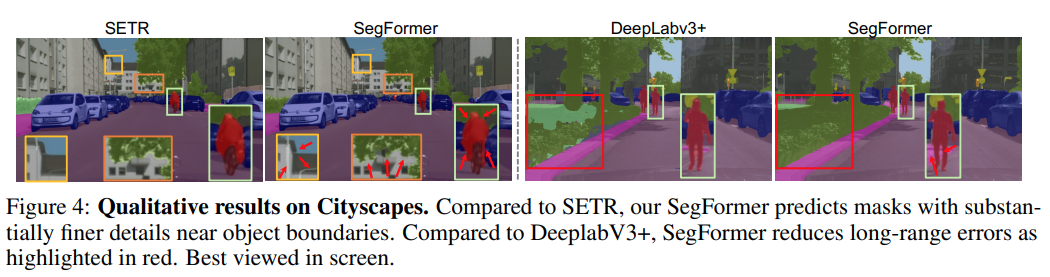 SETR SegFormer DeepLabv3+ SegFormer
Figure 4: Qualitative results on Cityscapes. Compared to SETR, our SegFormer predicts masks with substan-
tially finer details near object boundaries. Compared to DeeplabV3+, SegFormer reduces long-range errors as
highlighted in red. Best viewed in screen.